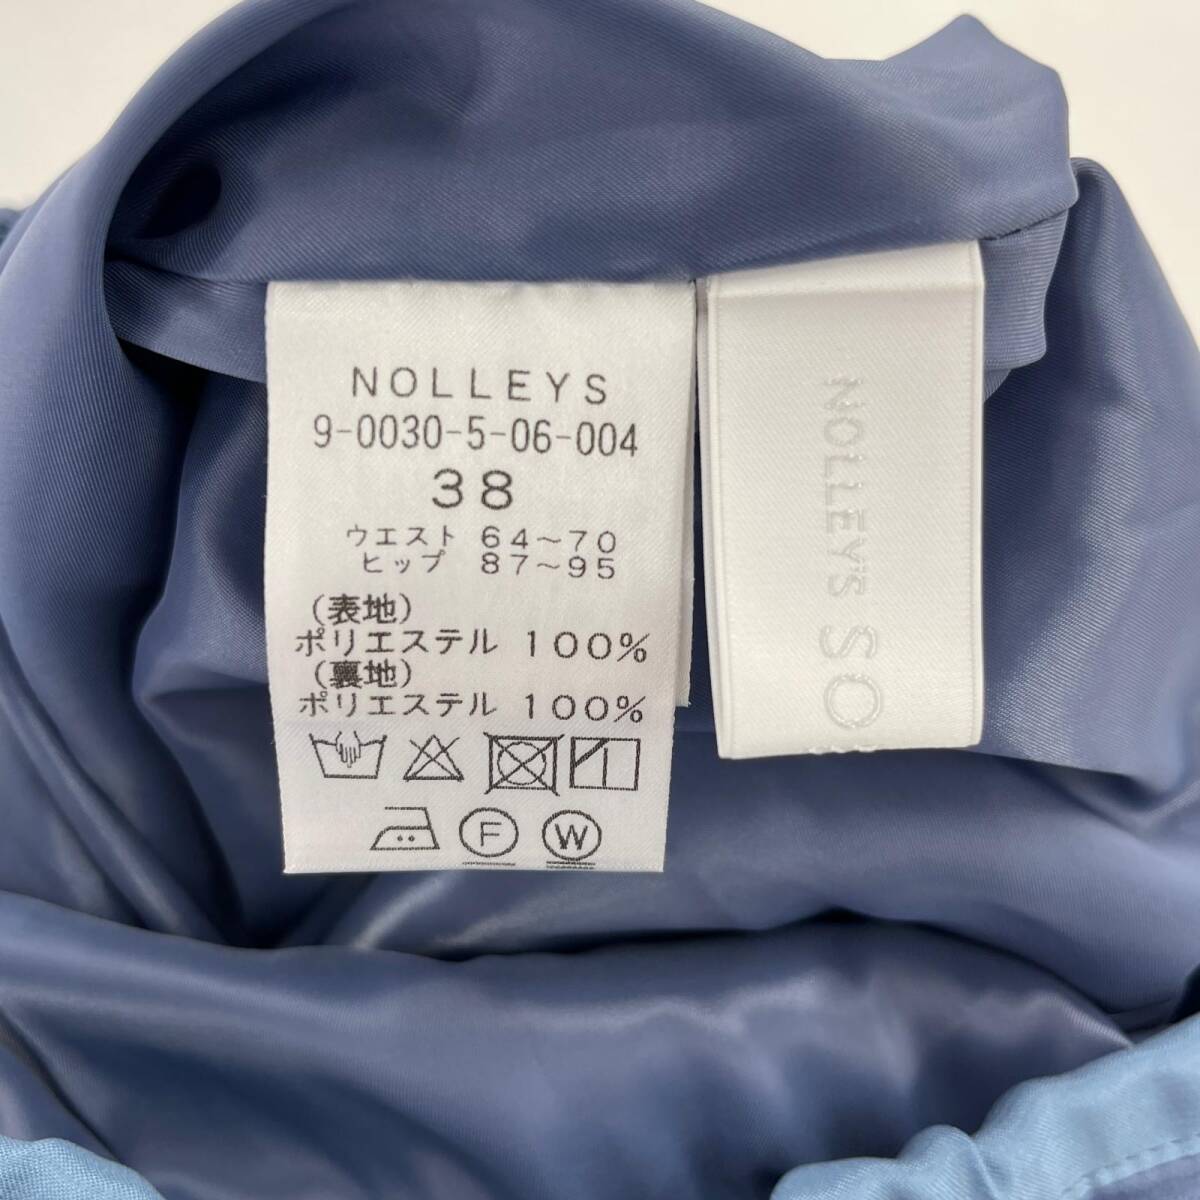 NOLLEYS
9-0030-5-06-004
38
ウエスト 64~70
ヒップ 87~95
(表地)
ポリエステル 100%
(裏地)
ポリエステル 100%
F W
NOLLEY'S SO